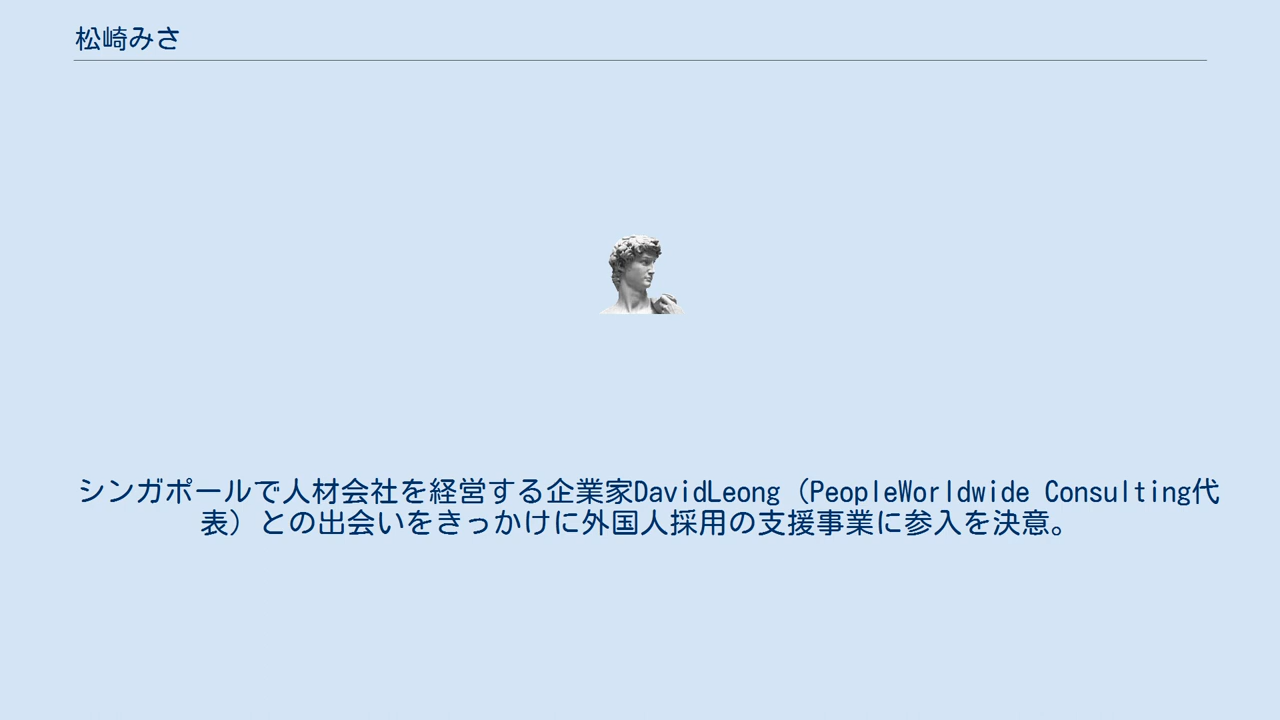 松崎みさ
シンガポールで人材会社を経営する企業家DavidLeong（PeopleWorldwide Consulting代
表）との出会いをきっかけに外国人採用の支援事業に参入を決意。